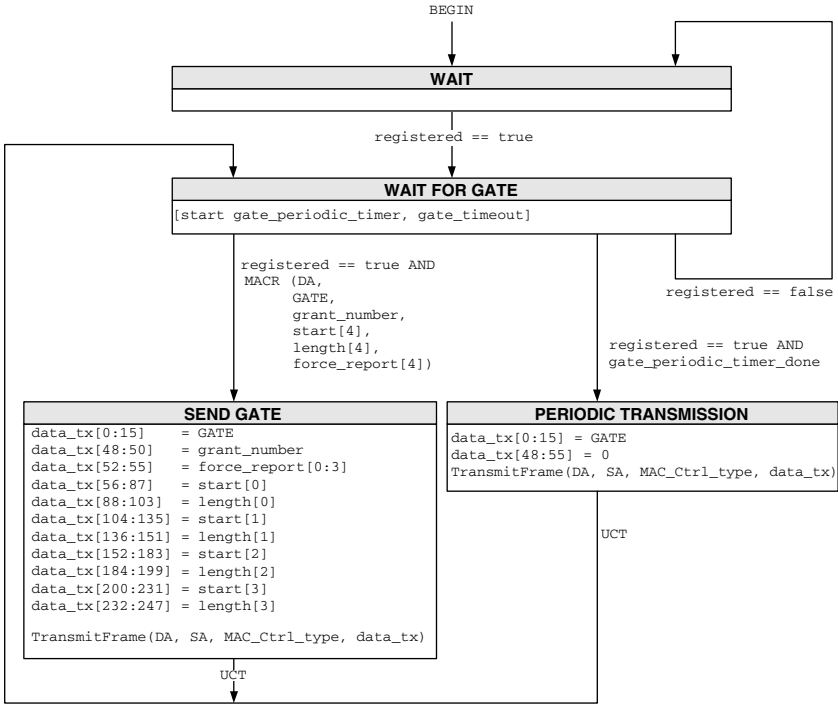 BEGIN
WAIT
registered == true
WAIT FOR GATE
[start gate_periodic_timer, gate_timeout]
registered == true AND
MACR (DA,
GATE,
grant_number,
start[4],
length[4],
force_report[4])
registered == false
registered == true AND
gate_periodic_timer_done
SEND GATE
data_tx[0:15] = GATE
data_tx[48:50] = grant_number
data_tx[52:55] = force_report[0:3]
data_tx[56:87] = start[0]
data_tx[88:103] = length[0]
data_tx[104:135] = start[1]
data_tx[136:151] = length[1]
data_tx[152:183] = start[2]
data_tx[184:199] = length[2]
data_tx[200:231] = start[3]
data_tx[232:247] = length[3]
TransmitFrame(DA, SA, MAC_Ctrl_type, data_tx)
UCT
PERIODIC TRANSMISSION
data_tx[0:15] = GATE
data_tx[48:55] = 0
TransmitFrame(DA, SA, MAC_Ctrl_type, data_tx)
UCT